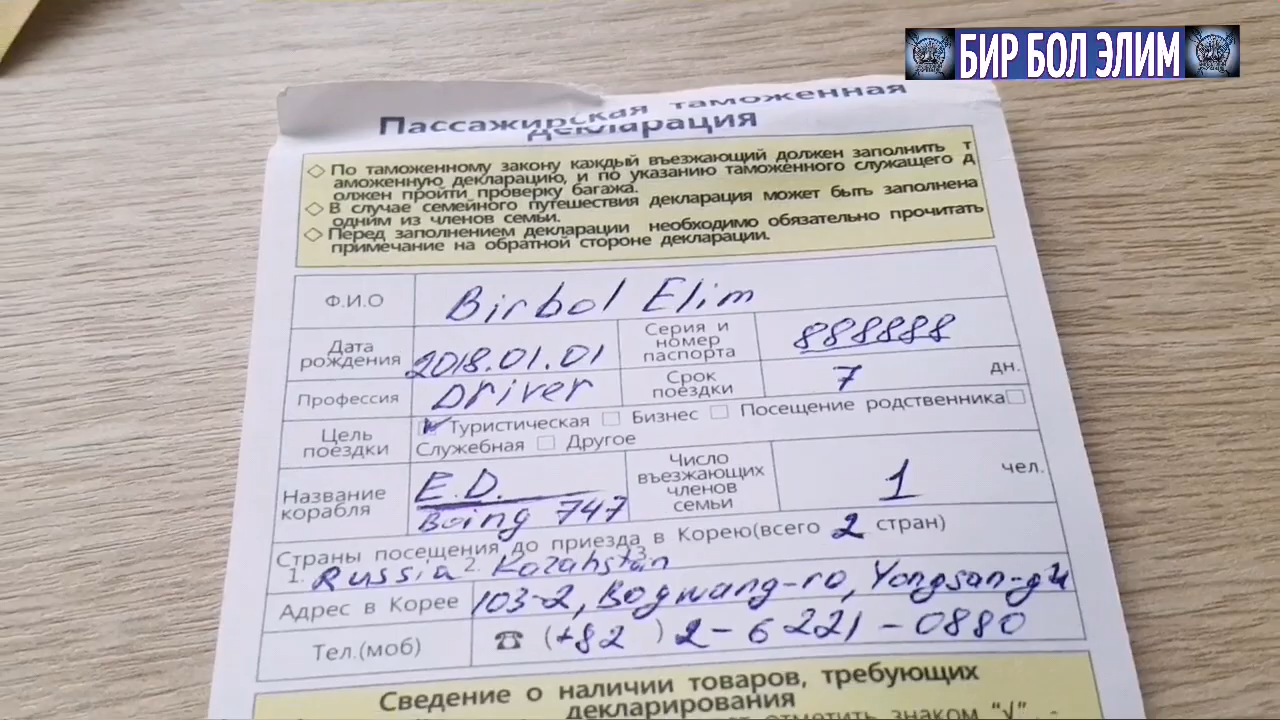 БИР БОЛ ЭЛИМ
Пассажирская таможенная
декларация
◇ По таможенному закону каждый въезжающий должен заполнить т
аможенную декларацию, и по указанию таможенного служащего д
олжен пройти проверку багажа.
◇ В случае семейного путешествия декларация может быть заполнена
одним из членов семьи.
◇ Перед заполнением декларации необходимо обязательно прочитать
примечание на обратной стороне декларации.
Ф.И.О Birbol Elim
Дата рождения 2018.01.01 Серия и номер паспорта 888888
Профессия Driver Срок поездки 7 дн.
Цель поездки ☑ Туристическая □ Бизнес □ Посещение родственника □
Служебная □ Другое
Название корабля E.D. Число въезжающих членов семьи 1 чел.
Boing 747
Страны посещения до приезда в Корею(всего 2 стран)
1. Russia 2. Kazahstan 3.
Адрес в Корее 103-2, Bogwang-ro, Yongsan-gu
Тел.(моб) ☎ (+82 ) 2-6221-0880
Сведение о наличии товаров, требующих
декларирования
отметить знаком "√"